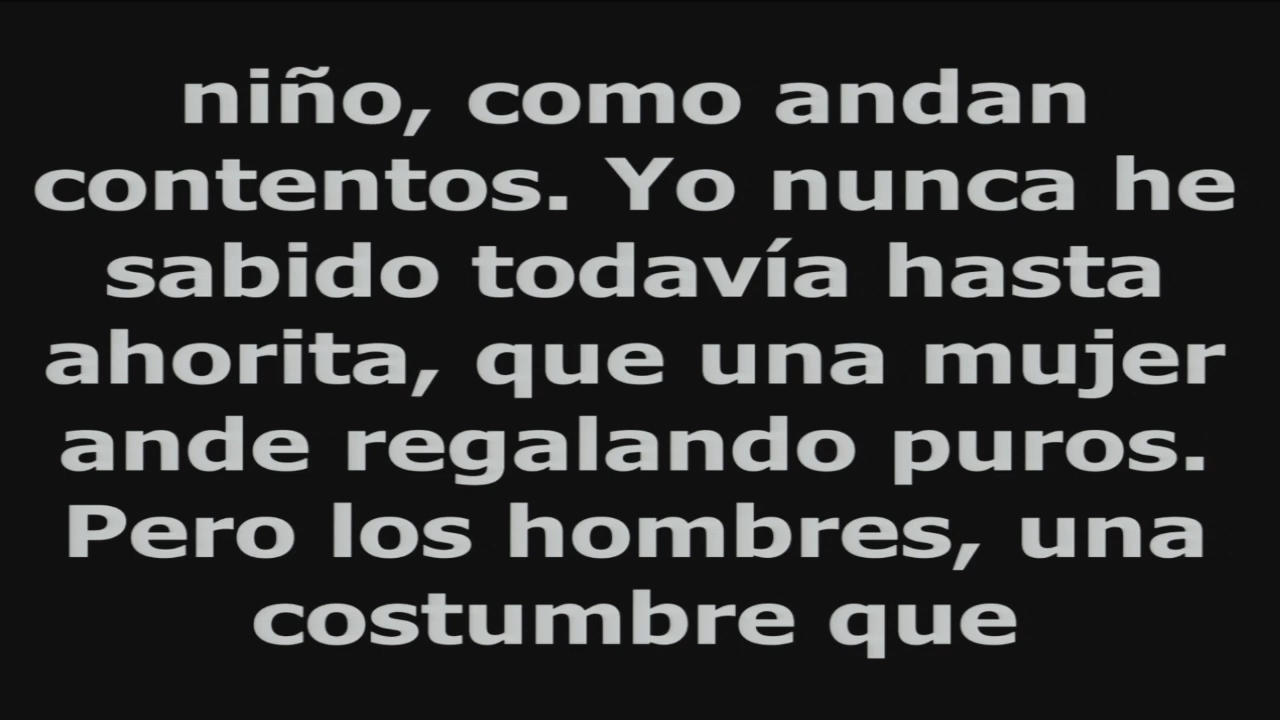 niño, como andan
contentos. Yo nunca he
sabido todavía hasta
ahorita, que una mujer
ande regalando puros.
Pero los hombres, una
costumbre que